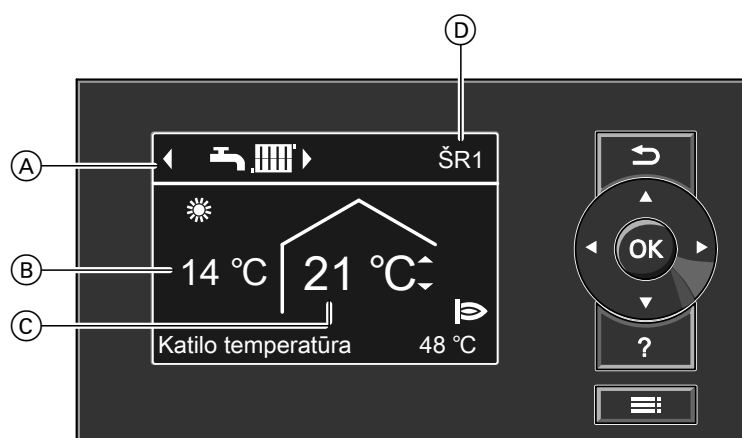 D
A
ŠR1
B
14 °C
21 °C
OK
C
Katilo temperatūra 48 °C
?